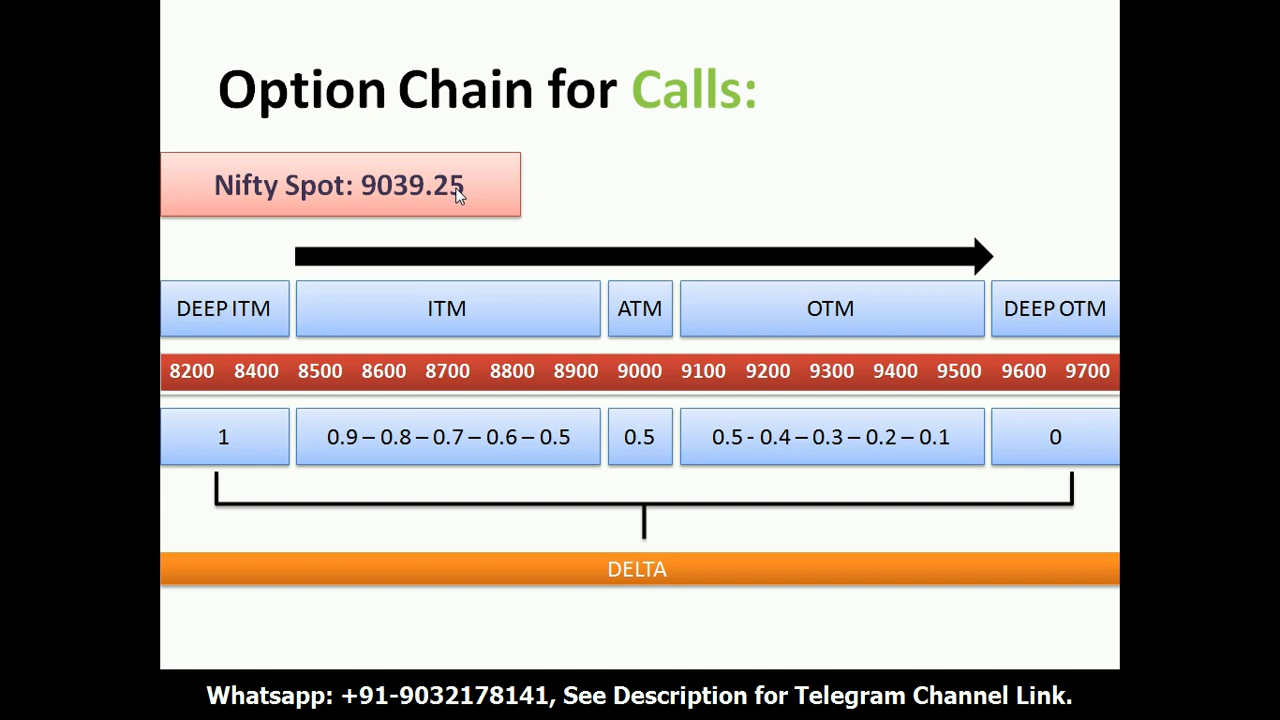 Option Chain for Calls:
Nifty Spot: 9039.25
DEEP ITM ITM ATM OTM DEEP OTM
8200 8400 8500 8600 8700 8800 8900 9000 9100 9200 9300 9400 9500 9600 9700
1 0.9 – 0.8 – 0.7 – 0.6 – 0.5 0.5 0.5 - 0.4 – 0.3 – 0.2 – 0.1 0
DELTA
Whatsapp: +91-9032178141, See Description for Telegram Channel Link.